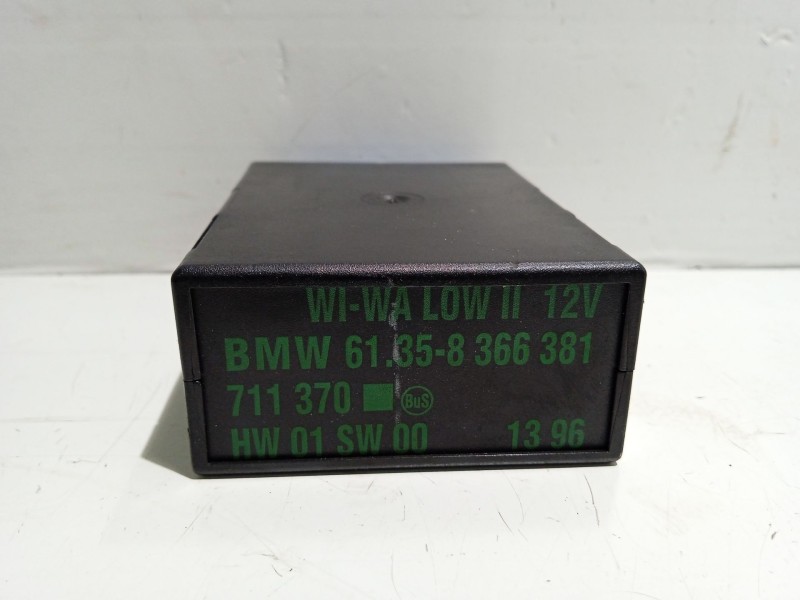 WI-WA LOW II 12V
BMW 61.35-8 366 381
711 370 BuS
HW 01 SW 00 13 96